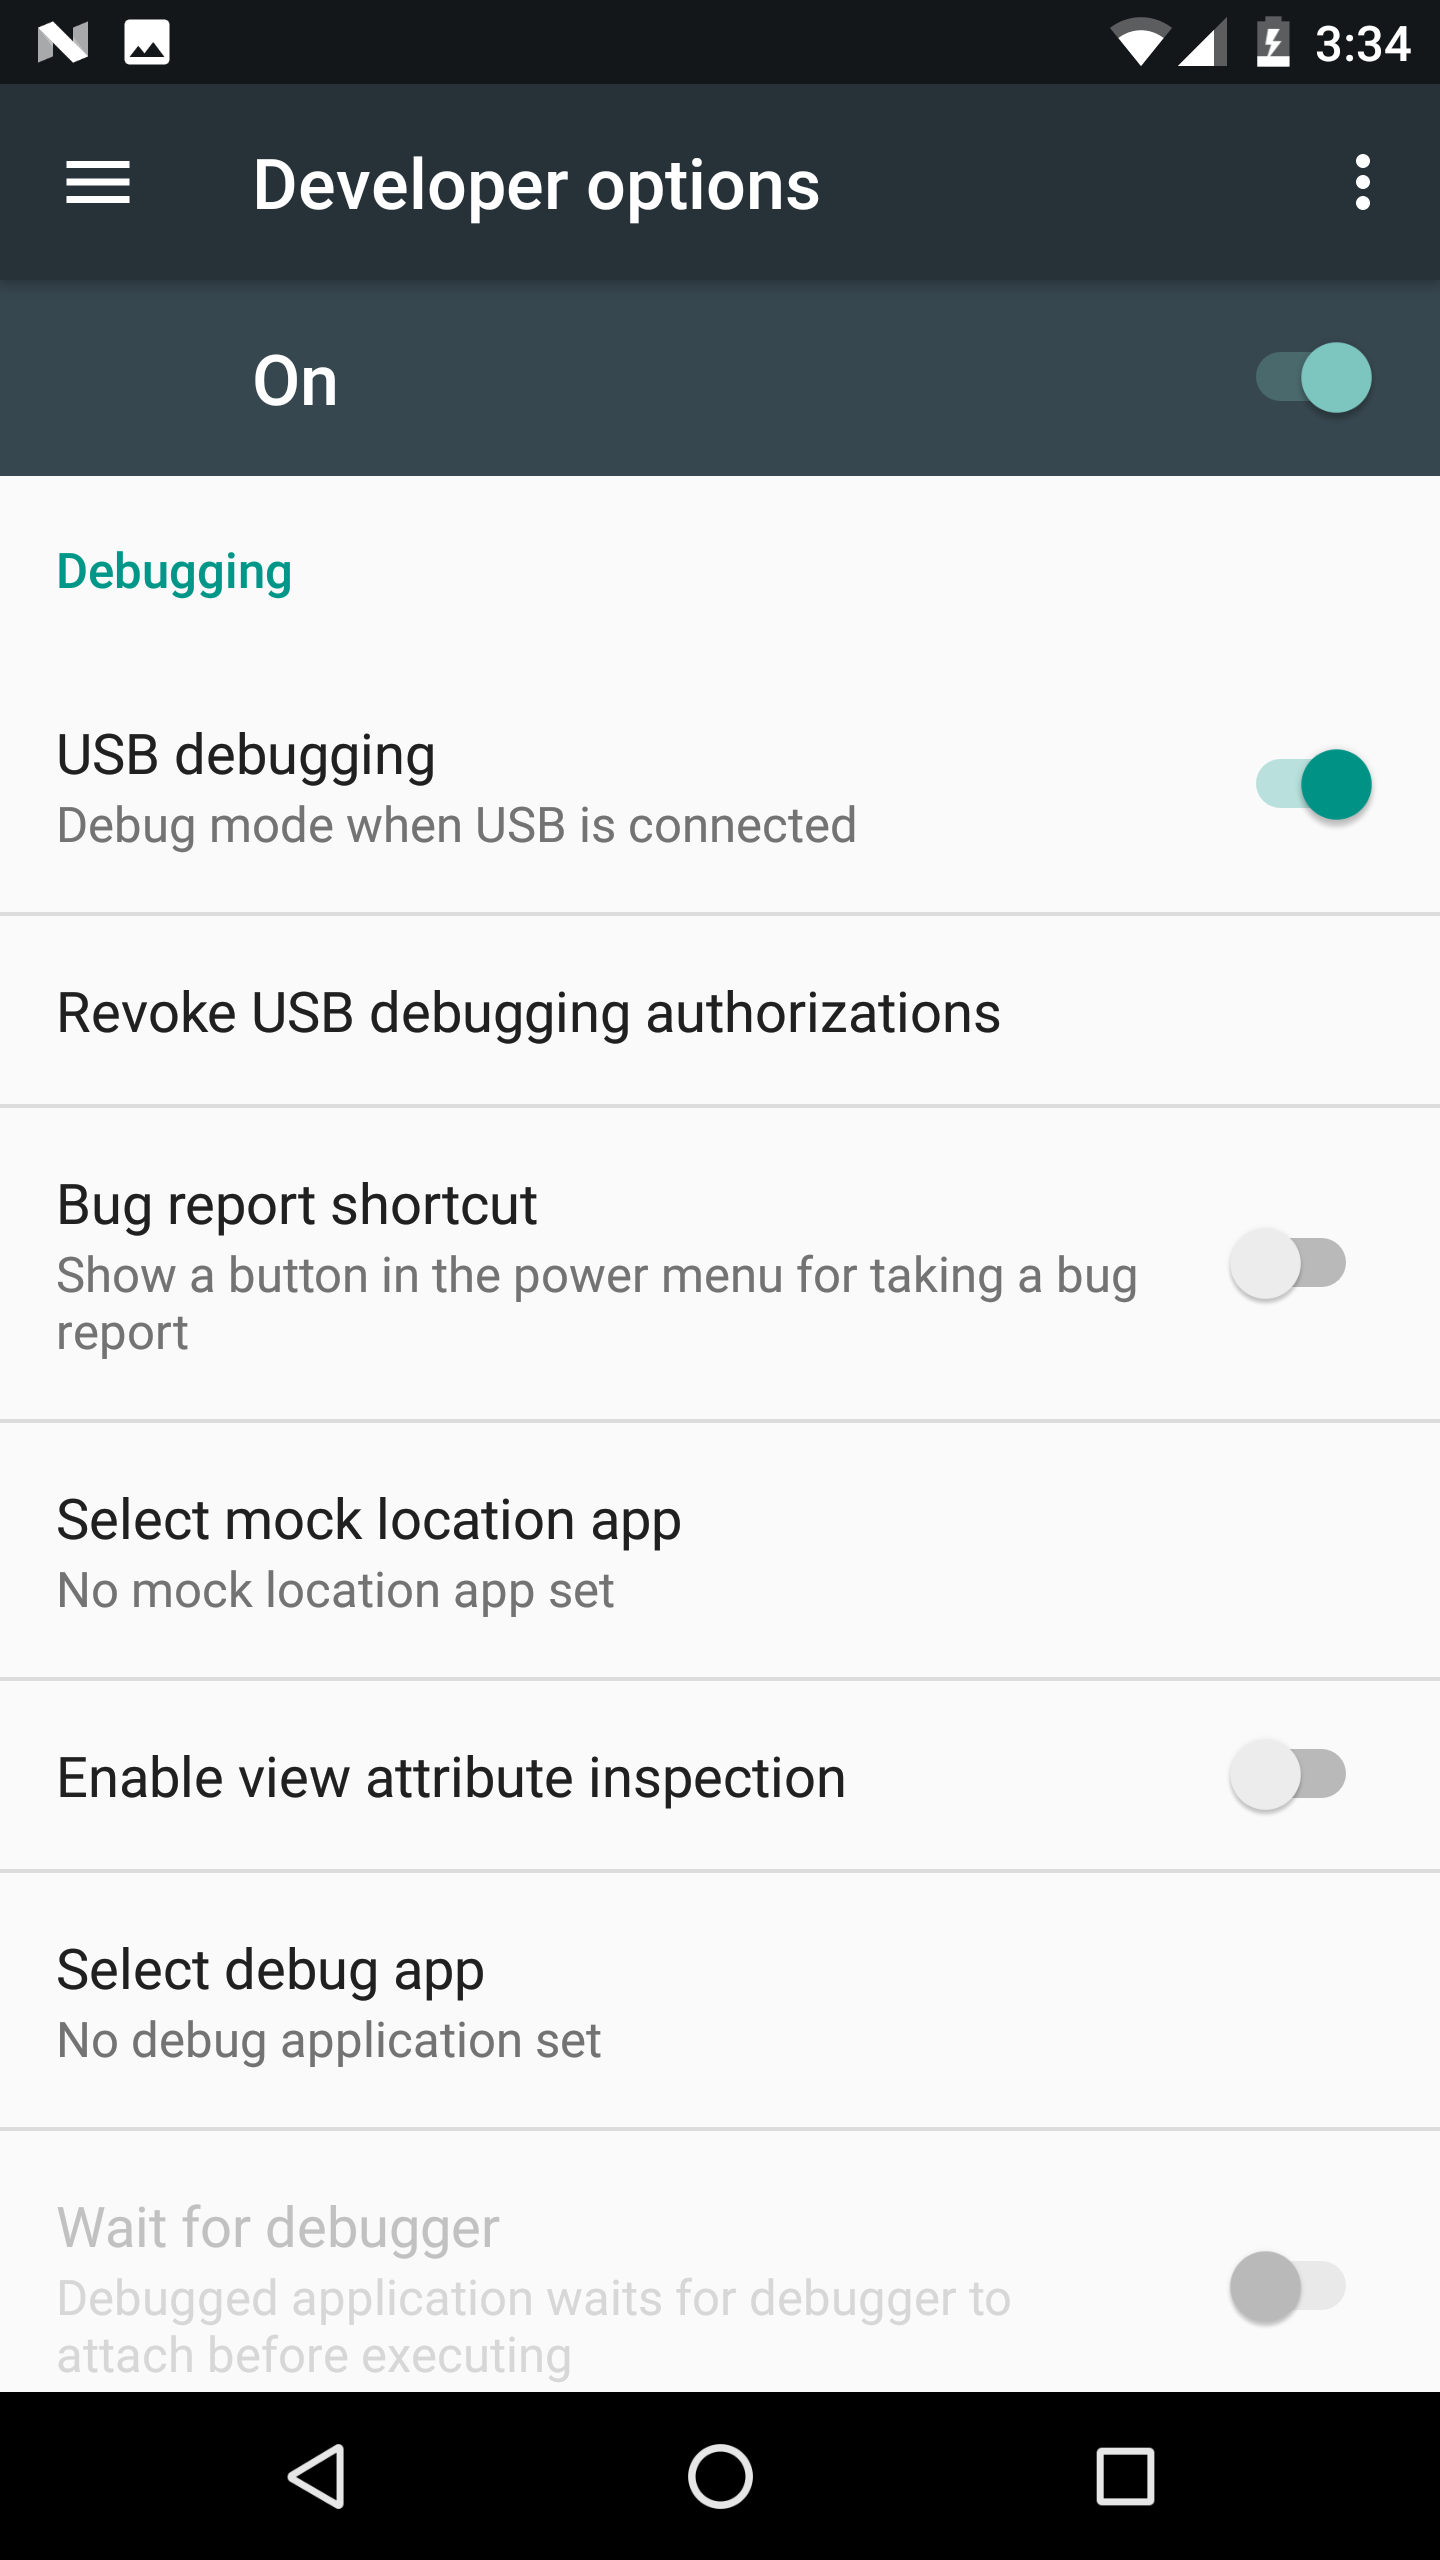 3:34
Developer options
On
Debugging
USB debugging
Debug mode when USB is connected
Revoke USB debugging authorizations
Bug report shortcut
Show a button in the power menu for taking a bug
report
Select mock location app
No mock location app set
Enable view attribute inspection
Select debug app
No debug application set
Wait for debugger
Debugged application waits for debugger to
attach before executing